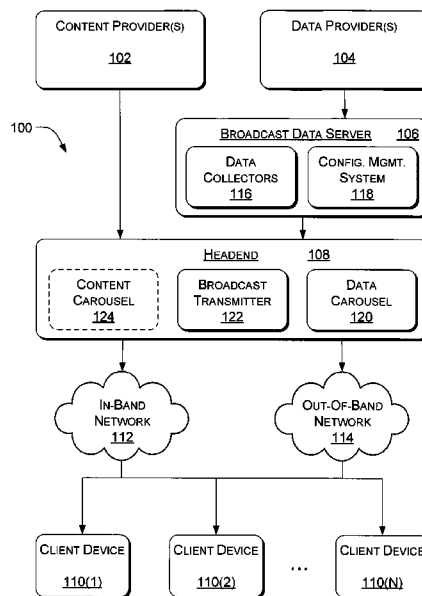 CONTENT PROVIDER(S)
102
DATA PROVIDER(S)
104
100
BROADCAST DATA SERVER 106
DATA
COLLECTORS
116
CONFIG. MGMT.
SYSTEM
118
HEADEND 108
CONTENT
CAROUSEL
124
BROADCAST
TRANSMITTER
122
DATA
CAROUSEL
120
IN-BAND
NETWORK
112
OUT-OF-BAND
NETWORK
114
CLIENT DEVICE
110(1)
CLIENT DEVICE
110(2)
...
CLIENT DEVICE
110(N)